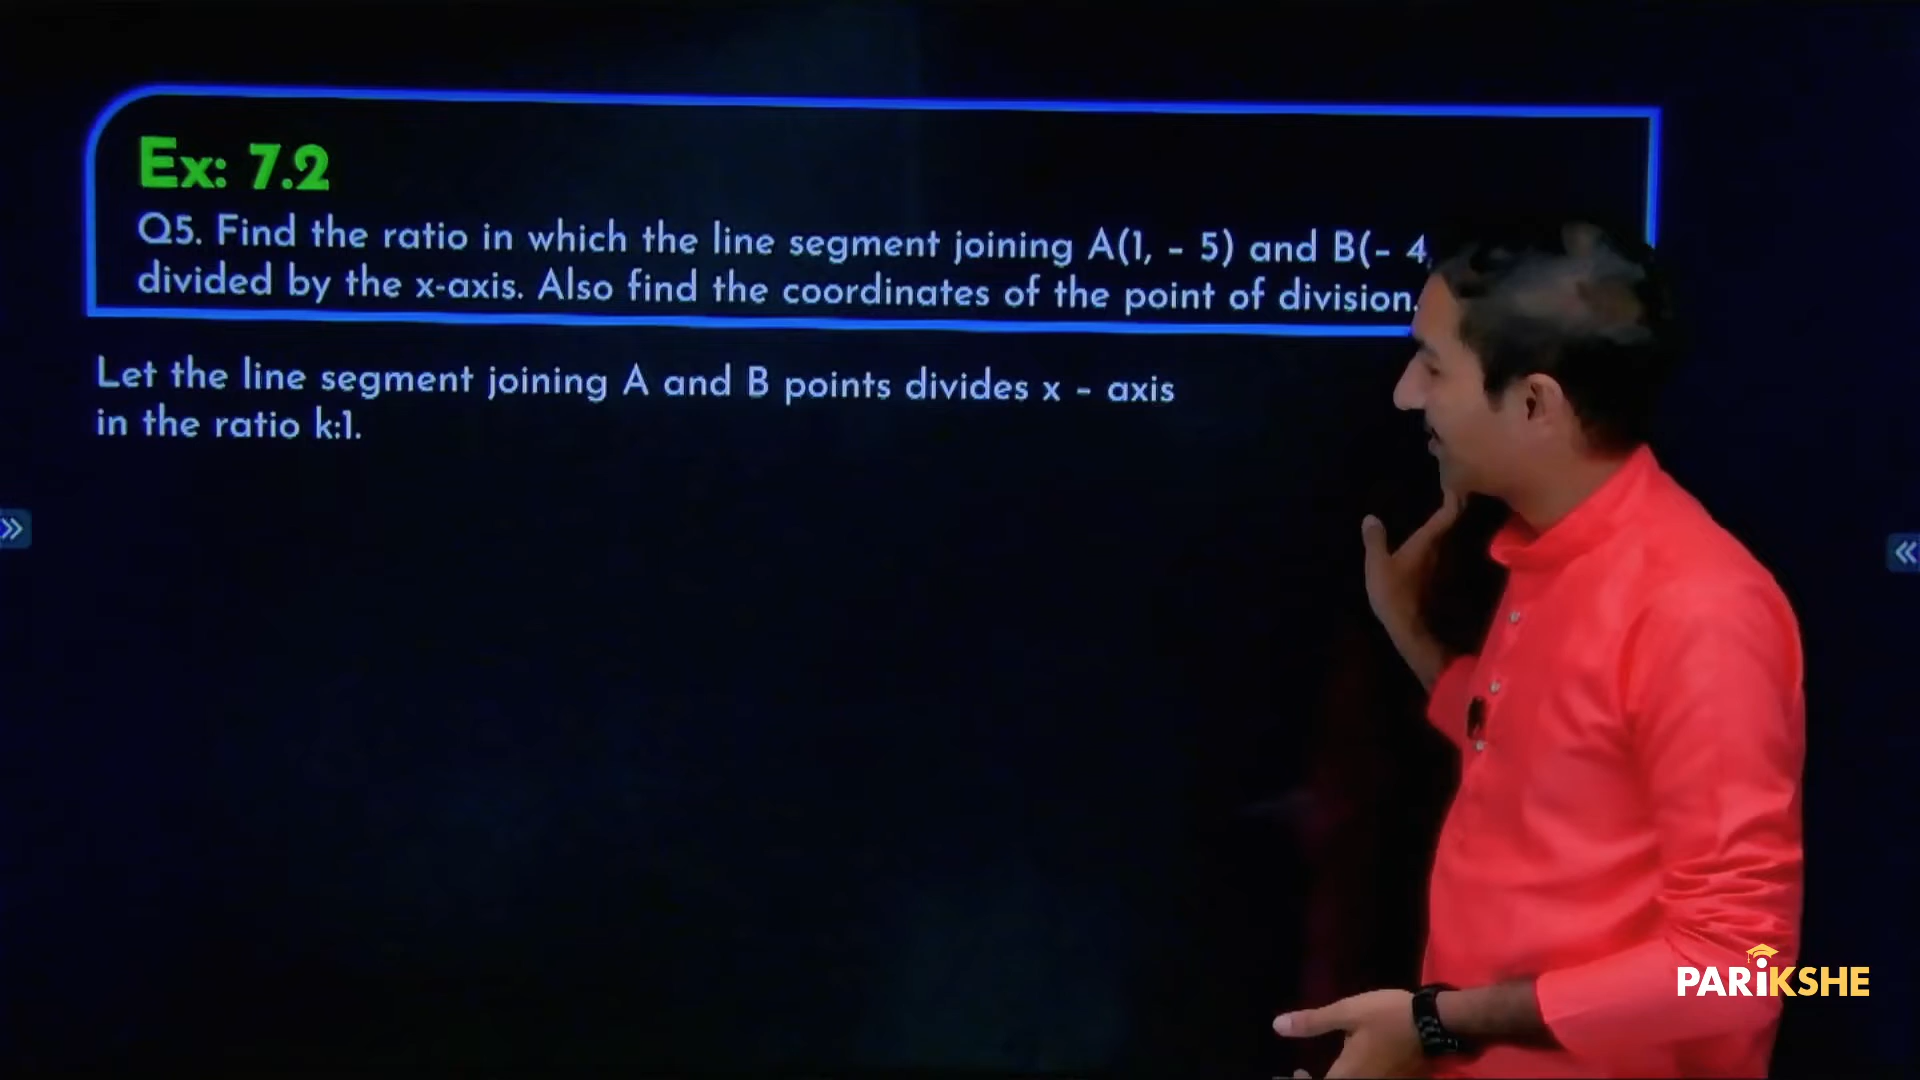 Ex: 7.2
Q5. Find the ratio in which the line segment joining A(1, – 5) and B(– 4,
divided by the x-axis. Also find the coordinates of the point of division.
Let the line segment joining A and B points divides x – axis
in the ratio k:1.
PARiKSHE